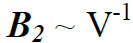 B₂ ~ V⁻¹